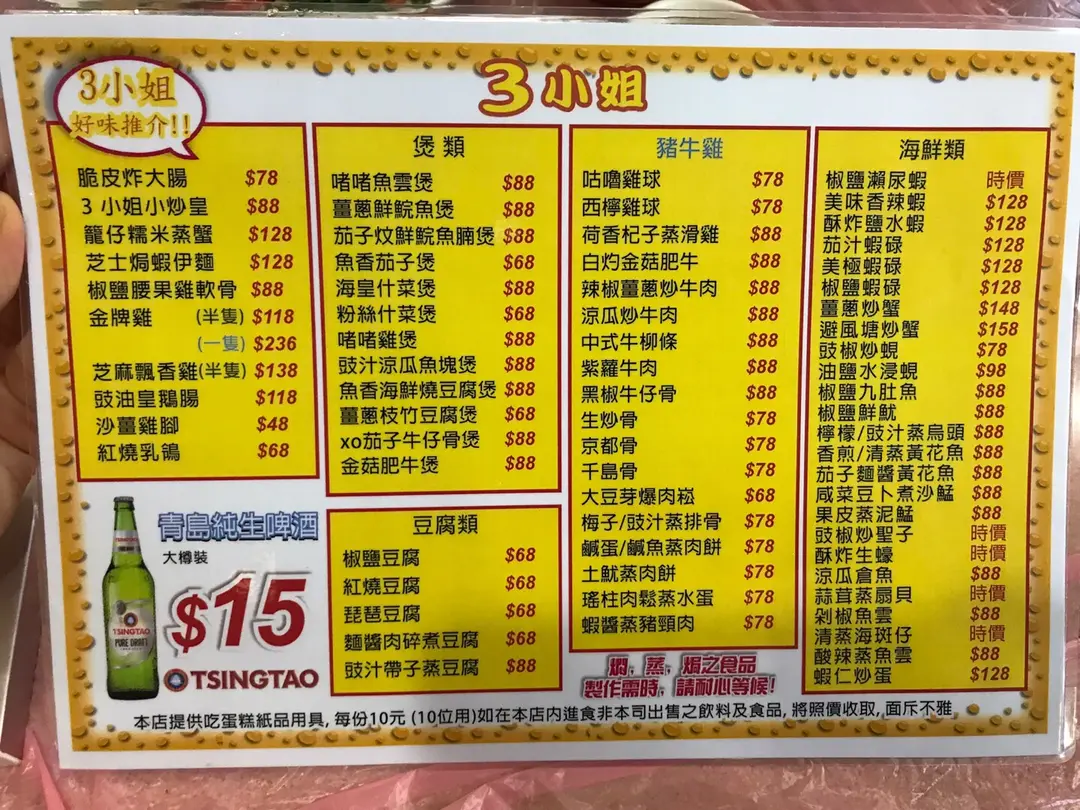 3小姐
3小姐
好味推介!!
脆皮炸大腸 $78
3 小姐小炒皇 $88
籠仔糯米蒸蟹 $128
芝士焗蝦伊麵 $128
椒鹽腰果雞軟骨 $88
金牌雞 (半隻) $118
(一隻) $236
芝麻飄香雞(半隻) $138
豉油皇鵝腸 $118
沙薑雞腳 $48
紅燒乳鴿 $68
青島純生啤酒
大樽裝
$15
TSINGTAO
TSINGTAO
PURE DRAFT
煲類
啫啫魚雲煲 $88
薑蔥鮮鯇魚煲 $88
茄子炆鮮鯇魚腩煲 $88
魚香茄子煲 $68
海皇什菜煲 $88
粉絲什菜煲 $68
啫啫雞煲 $88
豉汁涼瓜魚塊煲 $88
魚香海鮮燒豆腐煲 $88
薑蔥枝竹豆腐煲 $68
xo茄子牛仔骨煲 $88
金菇肥牛煲 $88
豆腐類
椒鹽豆腐 $68
紅燒豆腐 $68
琵琶豆腐 $68
麵醬肉碎煮豆腐 $68
豉汁帶子蒸豆腐 $88
豬牛雞
咕嚕雞球 $78
西檸雞球 $78
荷香杞子蒸滑雞 $88
白灼金菇肥牛 $88
辣椒薑蔥炒牛肉 $88
涼瓜炒牛肉 $88
中式牛柳條 $88
紫蘿牛肉 $88
黑椒牛仔骨 $88
生炒骨 $78
京都骨 $78
千島骨 $78
大豆芽爆肉崧 $68
梅子/豉汁蒸排骨 $78
鹹蛋/鹹魚蒸肉餅 $78
土魷蒸肉餅 $78
瑤柱肉鬆蒸水蛋 $78
蝦醬蒸豬頸肉 $78
焗, 蒸, 焗之食品
製作需時, 請耐心等候!
海鮮類
椒鹽瀨尿蝦 時價
美味香辣蝦 $128
酥炸鹽水蝦 $128
茄汁蝦碌 $128
美極蝦碌 $128
椒鹽蝦碌 $128
薑蔥炒蟹 $148
避風塘炒蟹 $158
豉椒炒蜆 $78
油鹽水浸蜆 $98
椒鹽九肚魚 $88
椒鹽鮮魷 $88
檸檬/豉汁蒸烏頭 $88
香煎/清蒸黃花魚 $88
茄子麵醬黃花魚 $88
咸菜豆卜煮沙鯭 $88
果皮蒸泥鯭 $88
豉椒炒聖子 時價
酥炸生蠔 時價
涼瓜倉魚 $88
蒜茸蒸扇貝 時價
剁椒魚雲 $88
清蒸海斑仔 時價
酸辣蒸魚雲 $88
蝦仁炒蛋 $128
本店提供吃蛋糕紙品用具, 每份10元 (10位用)如在本店內進食非本司出售之飲料及食品, 將照價收取, 面斥不雅,